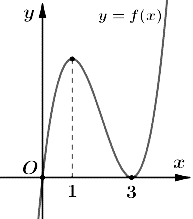 y
y = f(x)
O
x
1
3